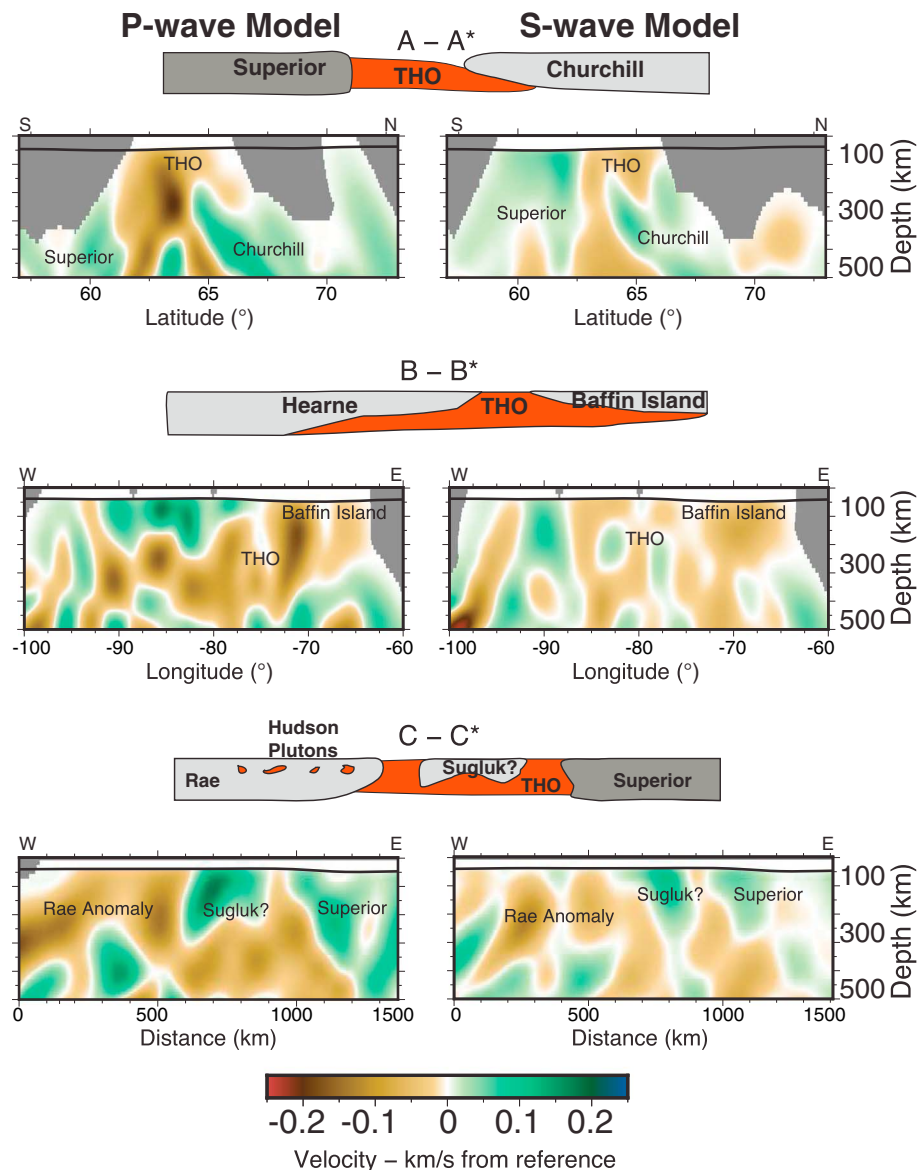 P-wave Model S-wave Model
A – A*
Superior THO Churchill
S N S N
THO Superior Churchill
THO Superior Churchill
100 300 500 Depth (km)
60 65 70 60 65 70
Latitude (°) Latitude (°)
B – B*
Hearne THO Baffin Island
W E W E
Baffin Island THO
Baffin Island THO
100 300 500 Depth (km)
-100 -90 -80 -70 -60 -100 -90 -80 -70 -60
Longitude (°) Longitude (°)
C – C*
Hudson
Plutons
Rae Sugluk? THO Superior
W E W E
Rae Anomaly Sugluk? Superior
Rae Anomaly Sugluk? Superior
100 300 500 Depth (km)
0 500 1000 1500 0 500 1000 1500
Distance (km) Distance (km)
-0.2 -0.1 0 0.1 0.2
Velocity – km/s from reference